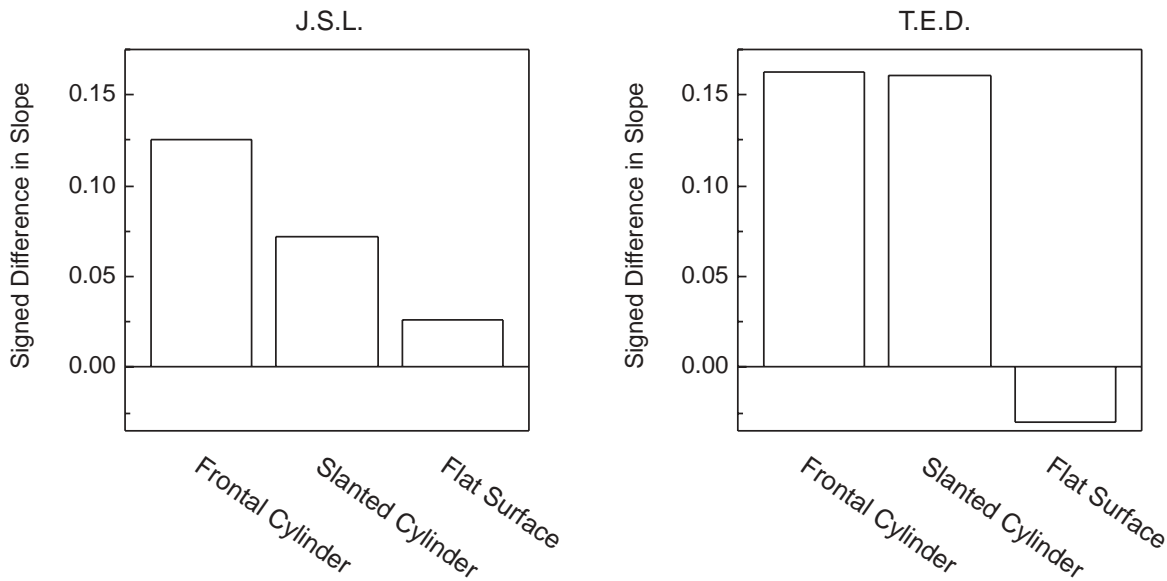 J.S.L.
Signed Difference in Slope
0.15
0.10
0.05
0.00
Frontal Cylinder
Slanted Cylinder
Flat Surface
T.E.D.
Signed Difference in Slope
0.15
0.10
0.05
0.00
Frontal Cylinder
Slanted Cylinder
Flat Surface